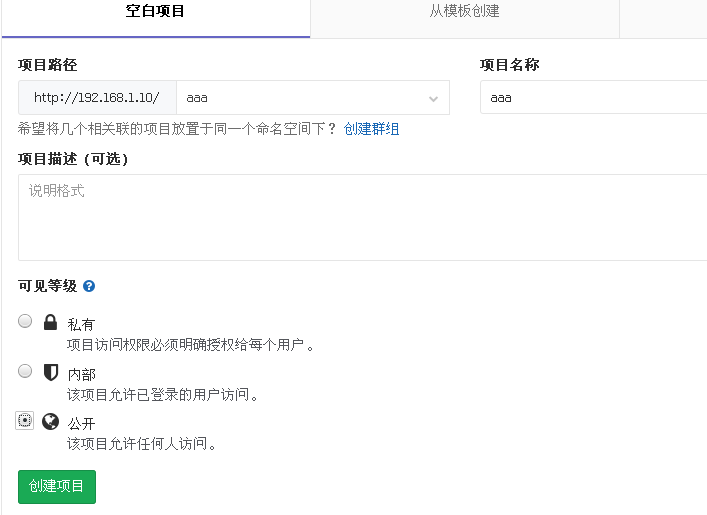 空白项目
从模板创建
项目路径
项目名称
http://192.168.1.10/
aaa
aaa
希望将几个相关联的项目放置于同一个命名空间下？ 创建群组
项目描述 (可选)
说明格式
可见等级
私有
项目访问权限必须明确授权给每个用户。
内部
该项目允许已登录的用户访问。
公开
该项目允许任何人访问。
创建项目